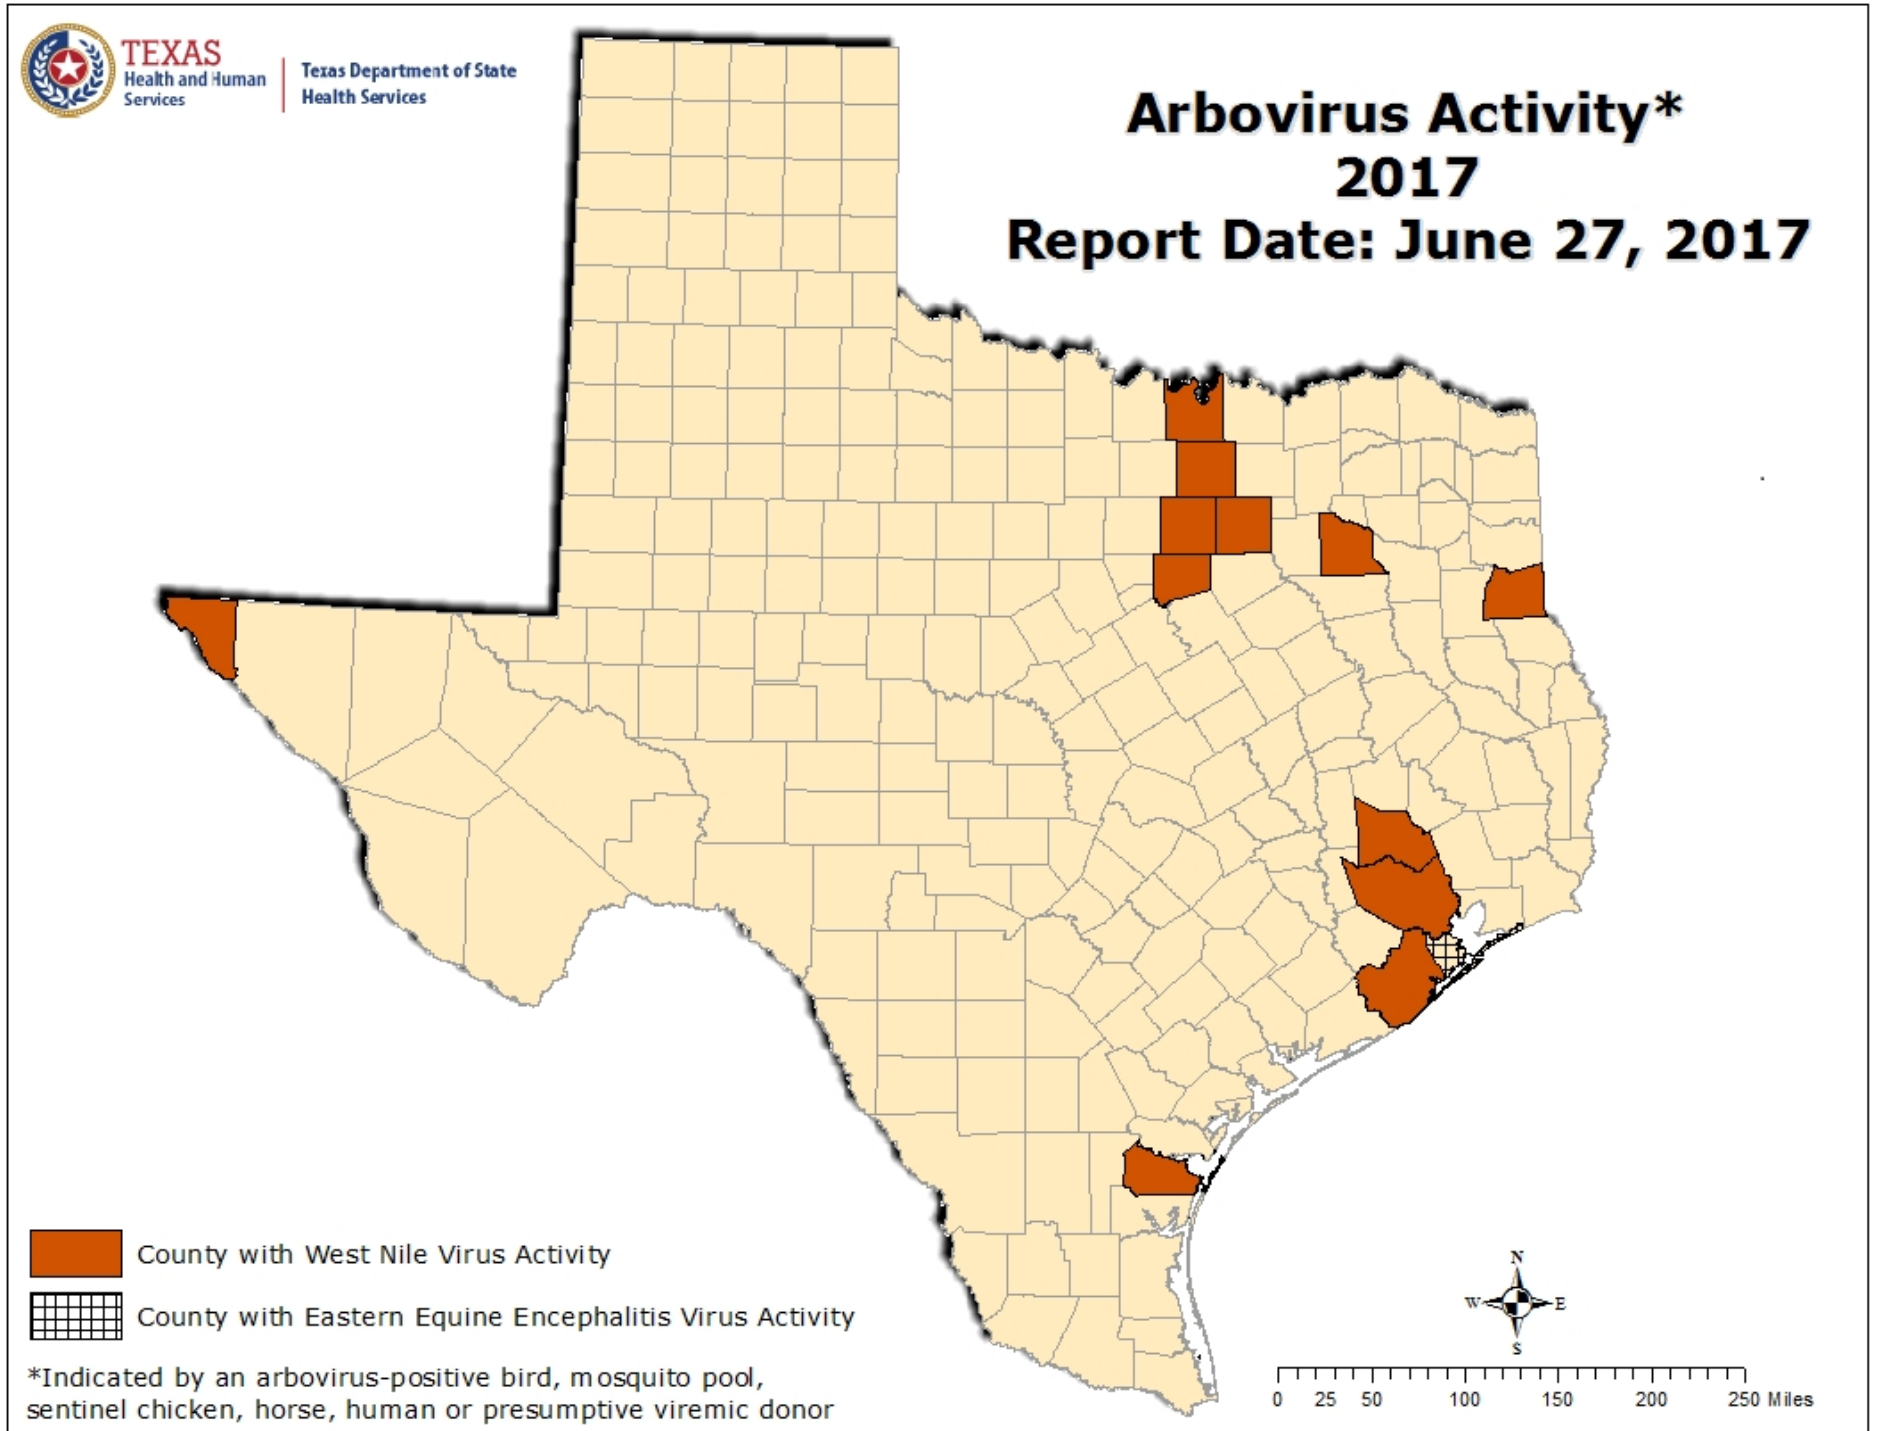 TEXAS
Health and Human
Services
Texas Department of State
Health Services
Arbovirus Activity*
2017
Report Date: June 27, 2017
County with West Nile Virus Activity
County with Eastern Equine Encephalitis Virus Activity
*Indicated by an arbovirus-positive bird, mosquito pool,
sentinel chicken, horse, human or presumptive viremic donor
N
W E
S
0 25 50 100 150 200 250 Miles